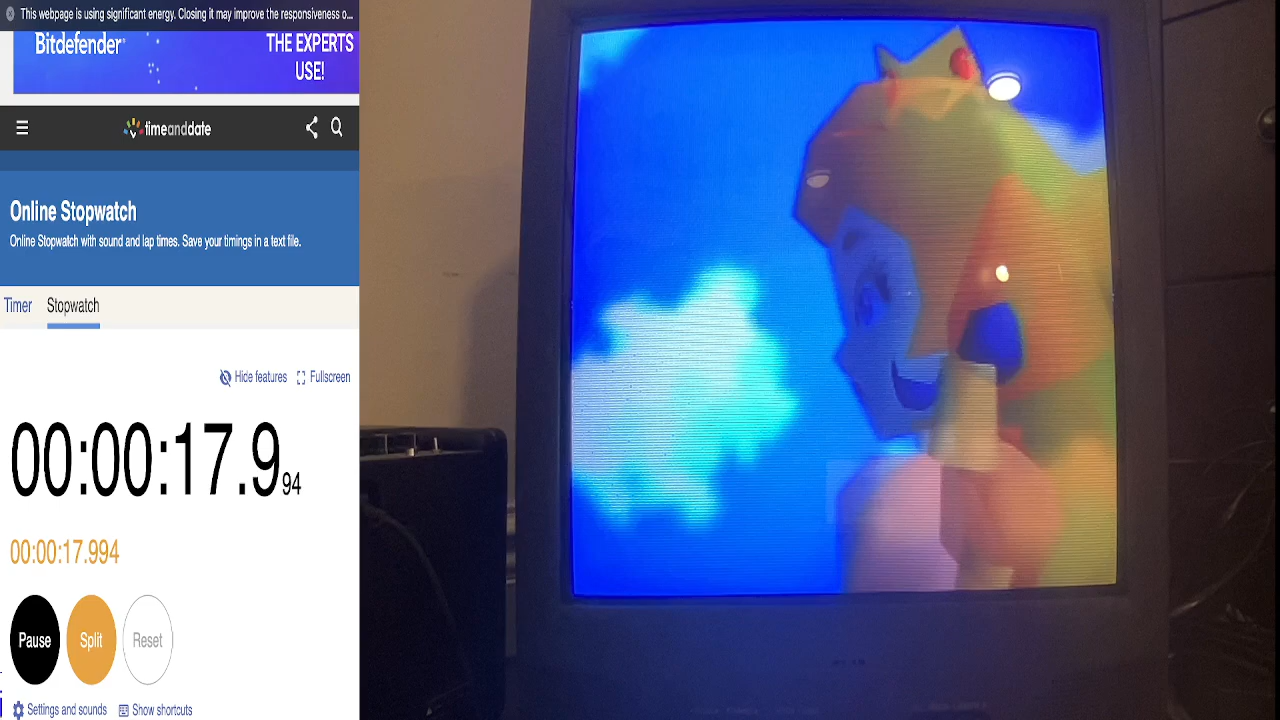 This webpage is using significant energy. Closing it may improve the responsiveness o...
Bitdefender
THE EXPERTS
USE!
timeanddate
Online Stopwatch
Online Stopwatch with sound and lap times. Save your timings in a text file.
Timer Stopwatch
Hide features Fullscreen
00:00:17.994
00:00:17.994
Pause Split Reset
Settings and sounds Show shortcuts